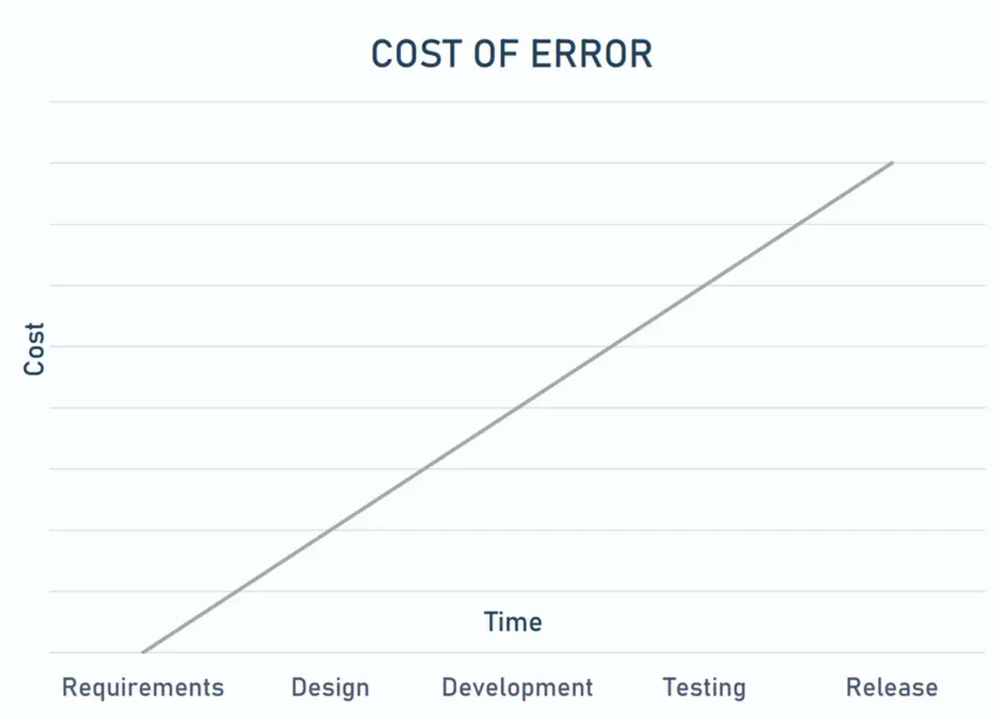 COST OF ERROR
Cost
Time
Requirements Design Development Testing Release